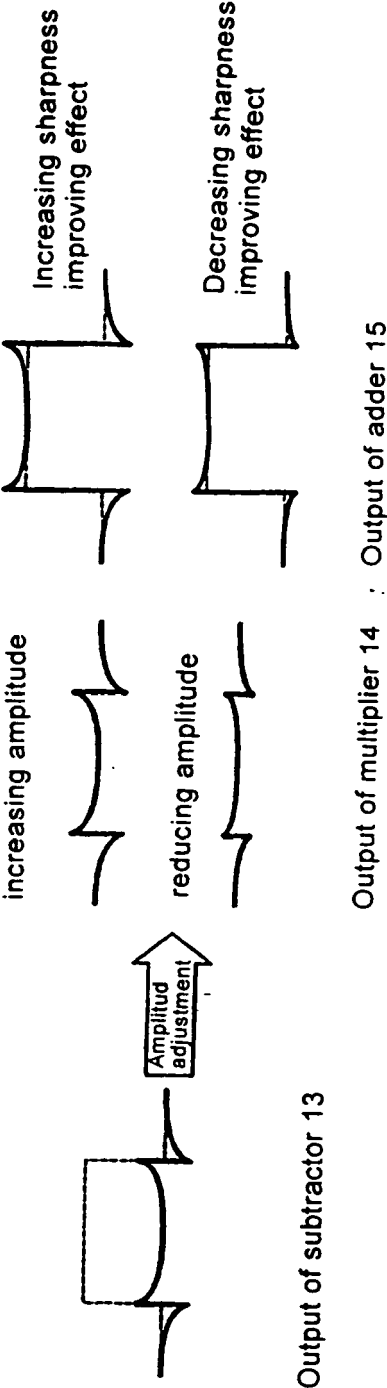 increasing amplitude
Increasing sharpness
improving effect
Amplitud
adjustment
reducing amplitude
Decreasing sharpness
improving effect
Output of subtractor 13
Output of multiplier 14
Output of adder 15